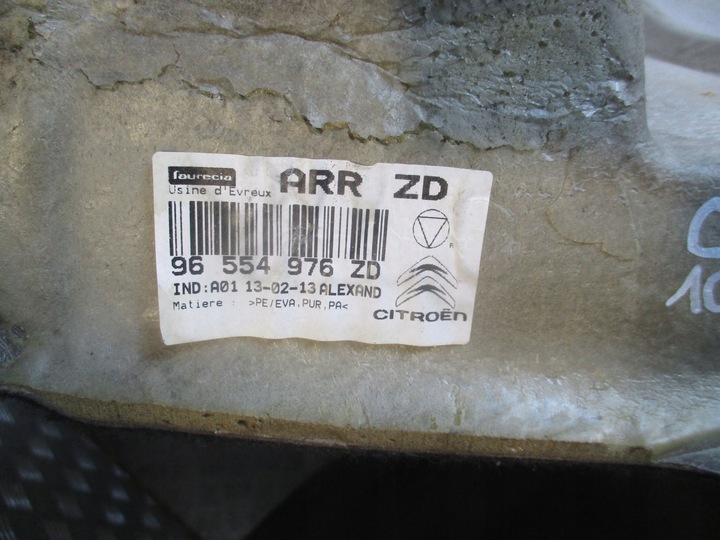 faurecia ARR ZD
Usine d'Evreux
96 554 976 ZD
IND:A01 13-02-13 ALEXAND
Matiere : >PE/EVA,PUR,PA<
CITROËN
R
10